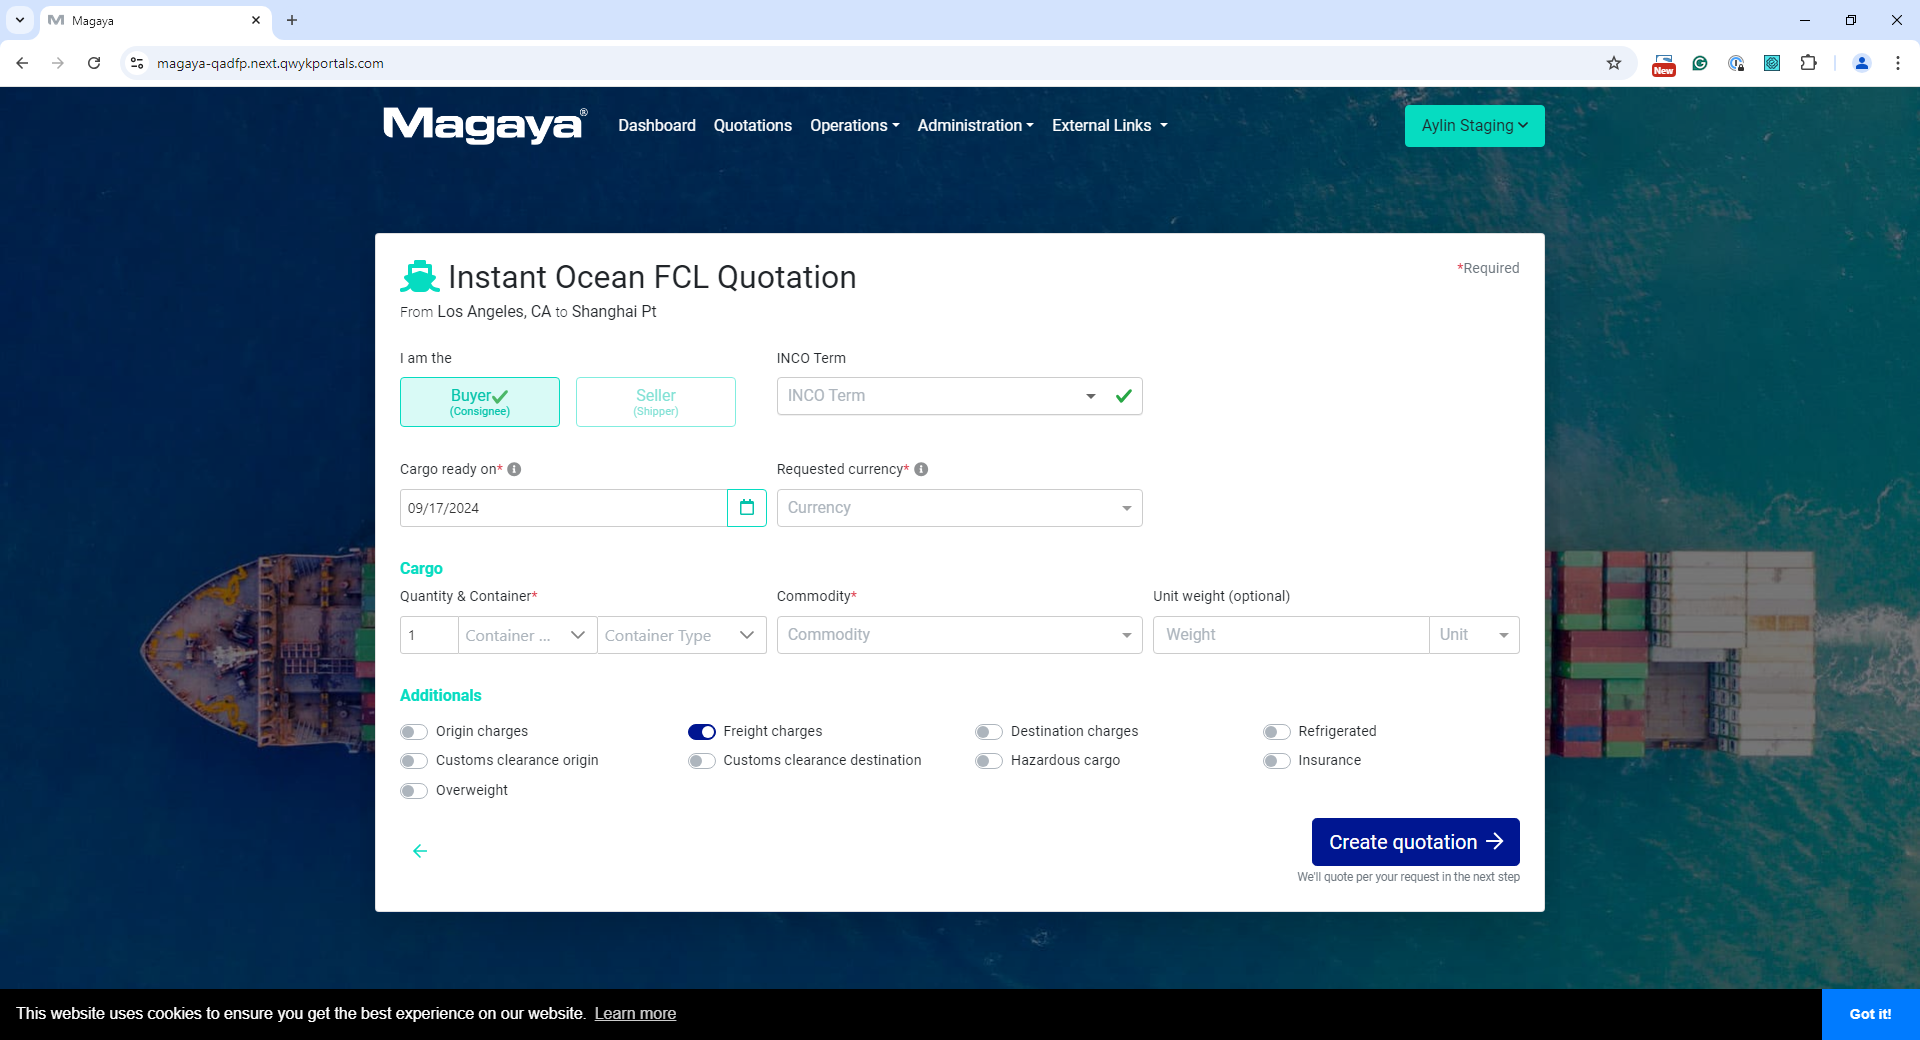 Magaya
magaya-qadfp.next.qwykportals.com
New
Magaya®
Dashboard Quotations Operations Administration External Links
Aylin Staging
Instant Ocean FCL Quotation
*Required
From Los Angeles, CA to Shanghai Pt
I am the
INCO Term
Buyer
(Consignee)
Seller
(Shipper)
INCO Term
Cargo ready on*
Requested currency*
09/17/2024
Currency
Cargo
Quantity & Container*
Commodity*
Unit weight (optional)
1
Container ...
Container Type
Commodity
Weight
Unit
Additionals
Origin charges
Freight charges
Destination charges
Refrigerated
Customs clearance origin
Customs clearance destination
Hazardous cargo
Insurance
Overweight
Create quotation
We'll quote per your request in the next step
This website uses cookies to ensure you get the best experience on our website. Learn more
Got it!